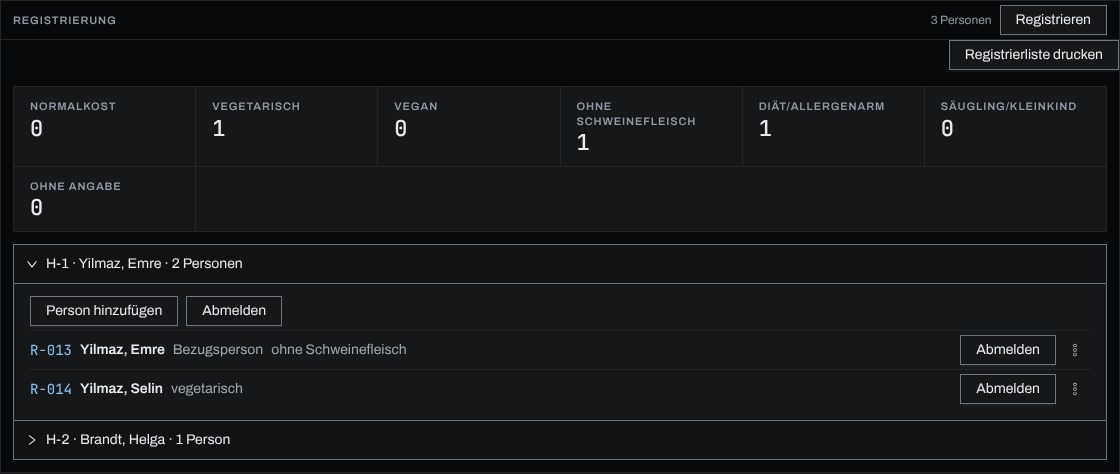 REGISTRIERUNG
3 Personen
Registrieren
Registrierliste drucken
NORMALKOST
0
VEGETARISCH
1
VEGAN
0
OHNE
SCHWEINEFLEISCH
1
DIÄT/ALLERGENARM
1
SÄUGLING/KLEINKIND
0
OHNE ANGABE
0
H-1 · Yilmaz, Emre · 2 Personen
Person hinzufügen
Abmelden
R-013 Yilmaz, Emre Bezugsperson ohne Schweinefleisch
Abmelden
R-014 Yilmaz, Selin vegetarisch
Abmelden
H-2 · Brandt, Helga · 1 Person